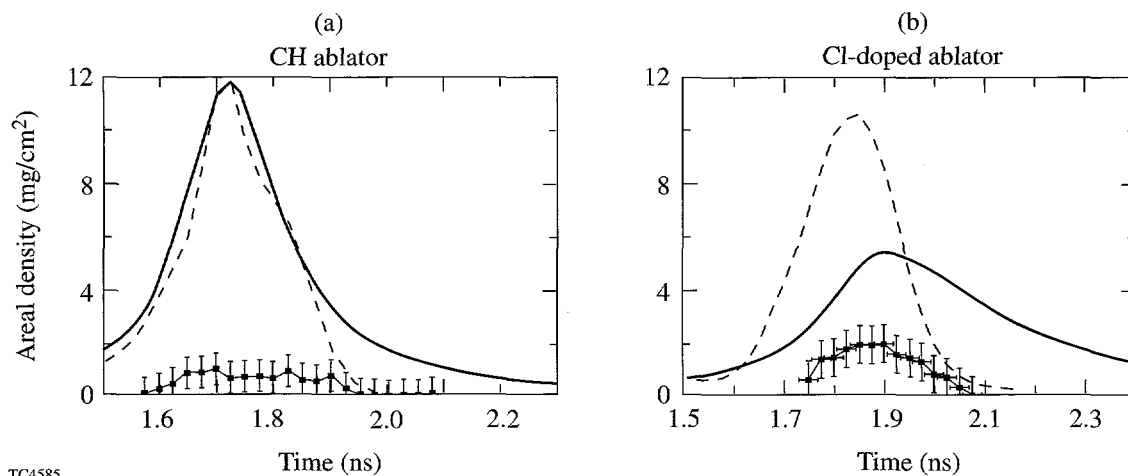 (a)
CH ablator
(b)
Cl-doped ablator
Areal density (mg/cm²)
12
8
4
0
1.6
1.8
2.0
2.2
Time (ns)
12
8
4
0
1.5
1.7
1.9
2.1
2.3
Time (ns)
TC4585